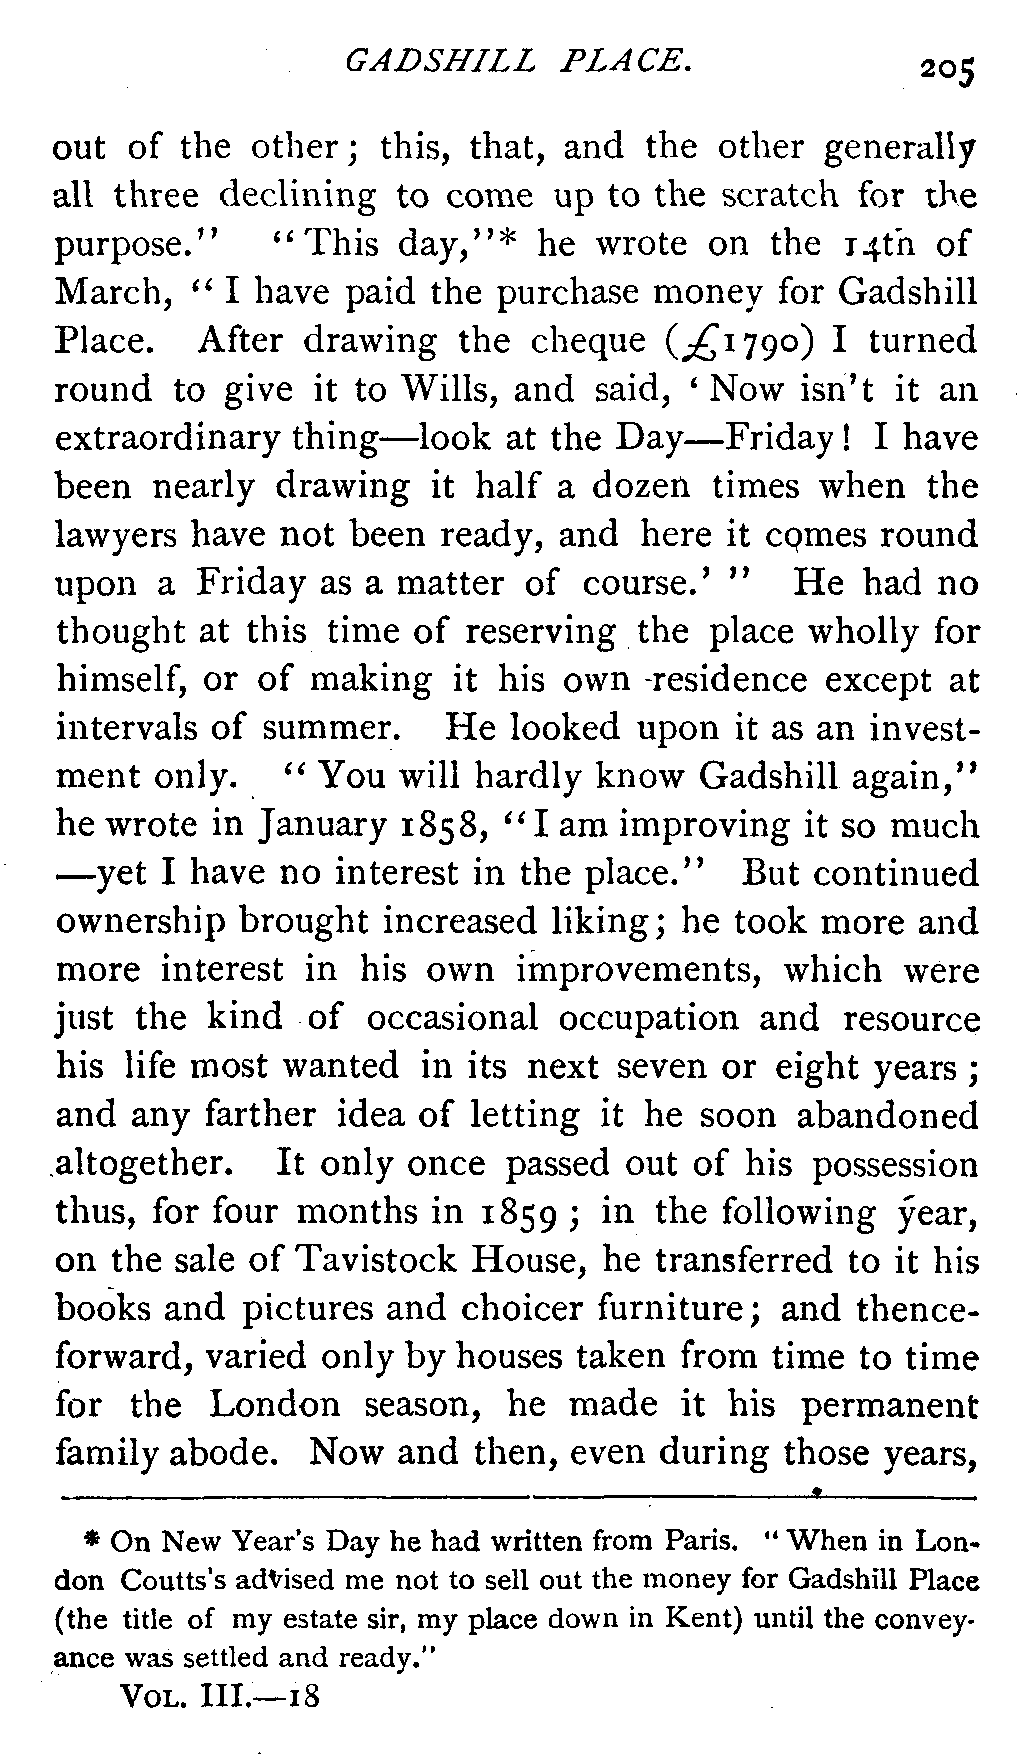 GADSHILL PLACE. 205
out of the other; this, that, and the other generally
all three declining to come up to the scratch for the
purpose." "This day,"* he wrote on the 14th of
March, "I have paid the purchase money for Gadshill
Place. After drawing the cheque (£1790) I turned
round to give it to Wills, and said, 'Now isn't it an
extraordinary thing—look at the Day—Friday! I have
been nearly drawing it half a dozen times when the
lawyers have not been ready, and here it comes round
upon a Friday as a matter of course.'" He had no
thought at this time of reserving the place wholly for
himself, or of making it his own residence except at
intervals of summer. He looked upon it as an invest-
ment only. "You will hardly know Gadshill again,"
he wrote in January 1858, "I am improving it so much
—yet I have no interest in the place." But continued
ownership brought increased liking; he took more and
more interest in his own improvements, which were
just the kind of occasional occupation and resource
his life most wanted in its next seven or eight years;
and any farther idea of letting it he soon abandoned
altogether. It only once passed out of his possession
thus, for four months in 1859; in the following year,
on the sale of Tavistock House, he transferred to it his
books and pictures and choicer furniture; and thence-
forward, varied only by houses taken from time to time
for the London season, he made it his permanent
family abode. Now and then, even during those years,
* On New Year's Day he had written from Paris. "When in Lon-
don Coutts's advised me not to sell out the money for Gadshill Place
(the title of my estate sir, my place down in Kent) until the convey-
ance was settled and ready."
VOL. III.—18